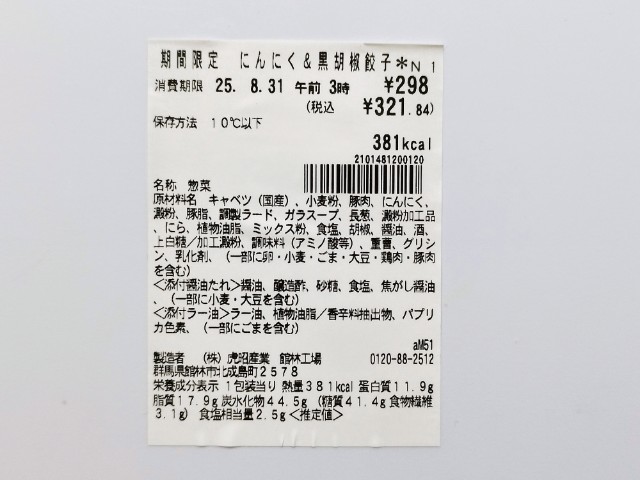 期間限定 にんにく&黒胡椒餃子*N1
消費期限 25. 8.31 午前 3時 ¥298
(税込 ¥321.84)
保存方法 10℃以下
381kcal
2101481200120
名称 惣菜
原材料名 キャベツ(国産)、小麦粉、豚肉、にんにく、
澱粉、豚脂、調製ラード、ガラスープ、長葱、澱粉加工品
、にら、植物油脂、ミックス粉、食塩、胡椒、醤油、酒、
上白糖/加工澱粉、調味料(アミノ酸等)、重曹、グリシ
ン、乳化剤、(一部に卵・小麦・ごま・大豆・鶏肉・豚肉
を含む)
<添付醤油たれ>醤油、醸造酢、砂糖、食塩、焦がし醤油
、(一部に小麦・大豆を含む)
<添付ラー油>ラー油、植物油脂/香辛料抽出物、パプリ
カ色素、(一部にごまを含む)
aM51
製造者 (株)虎昭産業 館林工場 0120-88-2512
群馬県館林市北成島町2578
栄養成分表示 1包装当り 熱量381kcal 蛋白質11.9g
脂質17.9g 炭水化物44.5g (糖質41.4g 食物繊維
3.1g) 食塩相当量2.5g<推定値>